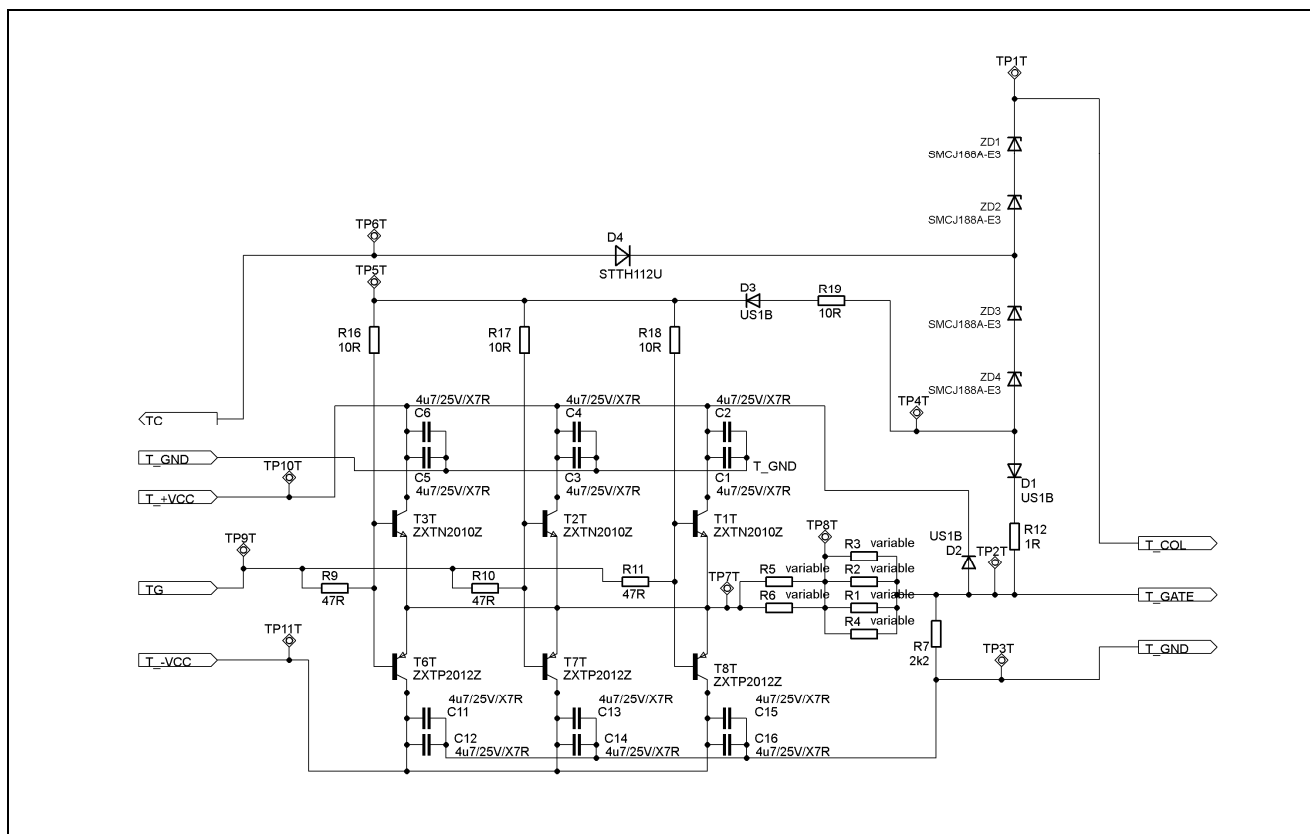 TP1T
ZD1
SMCJ188A-E3
ZD2
SMCJ188A-E3
TP6T
D4
STTH112U
TP5T
D3
US1B
R19
10R
ZD3
SMCJ188A-E3
R16
10R
R17
10R
R18
10R
ZD4
SMCJ188A-E3
4u7/25V/X7R
4u7/25V/X7R
4u7/25V/X7R
TP4T
TC
C6
C4
C2
T_GND
TP10T
C5
C3
C1
T_GND
4u7/25V/X7R
4u7/25V/X7R
4u7/25V/X7R
T_+VCC
D1
US1B
T3T
ZXTN2010Z
T2T
ZXTN2010Z
T1T
ZXTN2010Z
TP8T
US1B
D2
TP2T
R12
1R
TP9T
R3 variable
T_COL
R9
47R
R10
47R
R11
47R
TP7T
R5 variable
R2 variable
TG
R6 variable
R1 variable
T_GATE
R4 variable
TP11T
R7
2k2
TP3T
T_GND
T_-VCC
T6T
ZXTP2012Z
T7T
ZXTP2012Z
T8T
ZXTP2012Z
4u7/25V/X7R
4u7/25V/X7R
4u7/25V/X7R
C11
C13
C15
C12
C14
C16
4u7/25V/X7R
4u7/25V/X7R
4u7/25V/X7R